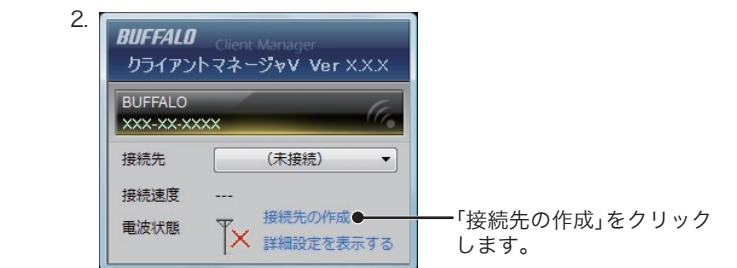 2.
BUFFALO Client Manager
クライアントマネージャV Ver X.X.X
BUFFALO
XXX-XX-XXXX
接続先 (未接続)
接続速度 ---
電波状態
接続先の作成
詳細設定を表示する
「接続先の作成」をクリック
します。